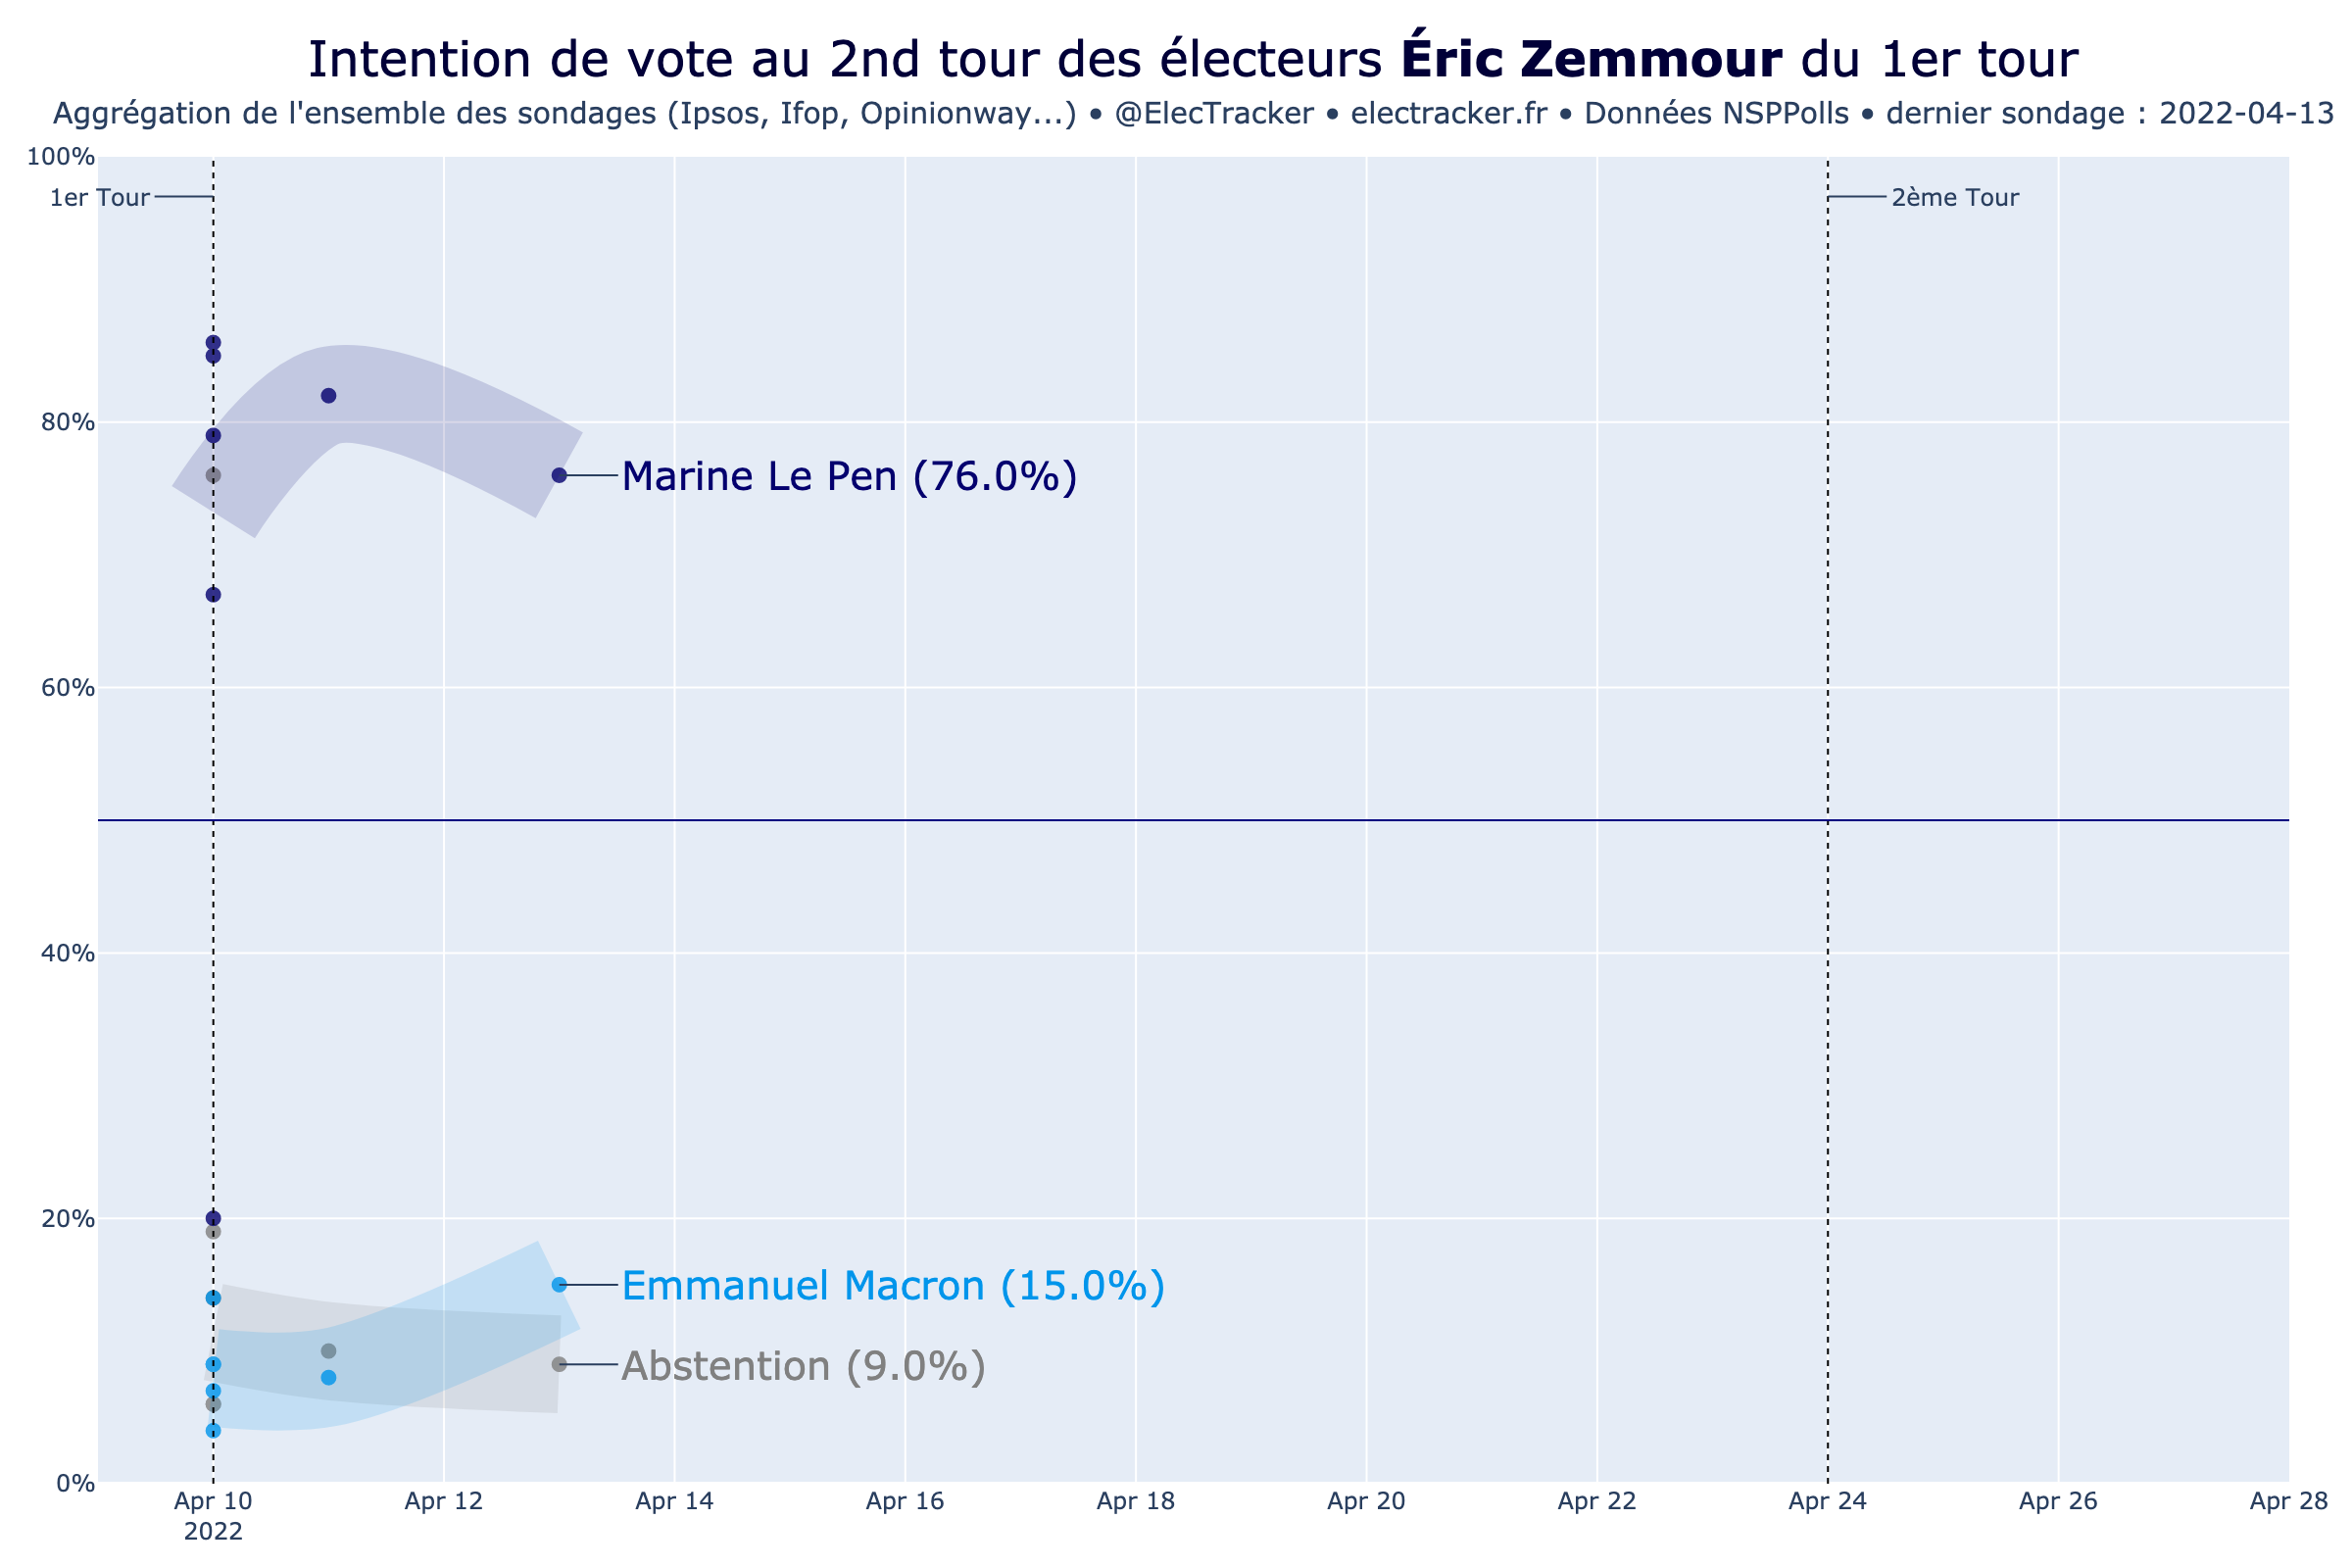 Intention de vote au 2nd tour des électeurs Éric Zemmour du 1er tour
Aggrégation de l'ensemble des sondages (Ipsos, Ifop, Opinionway...) • @ElecTracker • electracker.fr • Données NSPPolls • dernier sondage : 2022-04-13
100%
1er Tour
2ème Tour
80%
Marine Le Pen (76.0%)
60%
40%
20%
Emmanuel Macron (15.0%)
Abstention (9.0%)
0%
Apr 10 Apr 12 Apr 14 Apr 16 Apr 18 Apr 20 Apr 22 Apr 24 Apr 26 Apr 28
2022